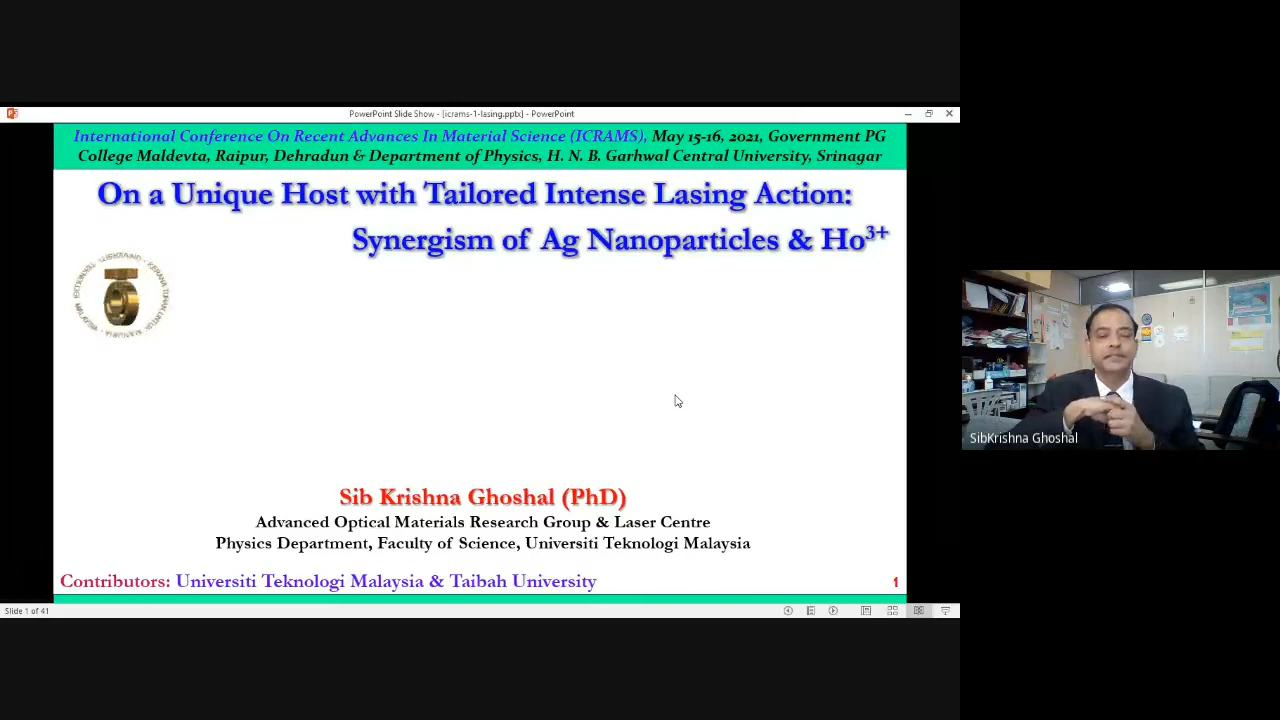 PowerPoint Slide Show - [icrams-1-lasing.pptx] - PowerPoint
International Conference On Recent Advances In Material Science (ICRAMS), May 15-16, 2021, Government PG
College Maldevta, Raipur, Dehradun & Department of Physics, H. N. B. Garhwal Central University, Srinagar
On a Unique Host with Tailored Intense Lasing Action:
Synergism of Ag Nanoparticles & Ho³⁺
Sib Krishna Ghoshal (PhD)
Advanced Optical Materials Research Group & Laser Centre
Physics Department, Faculty of Science, Universiti Teknologi Malaysia
Contributors: Universiti Teknologi Malaysia & Taibah University
1
Slide 1 of 41
SibKrishna Ghoshal